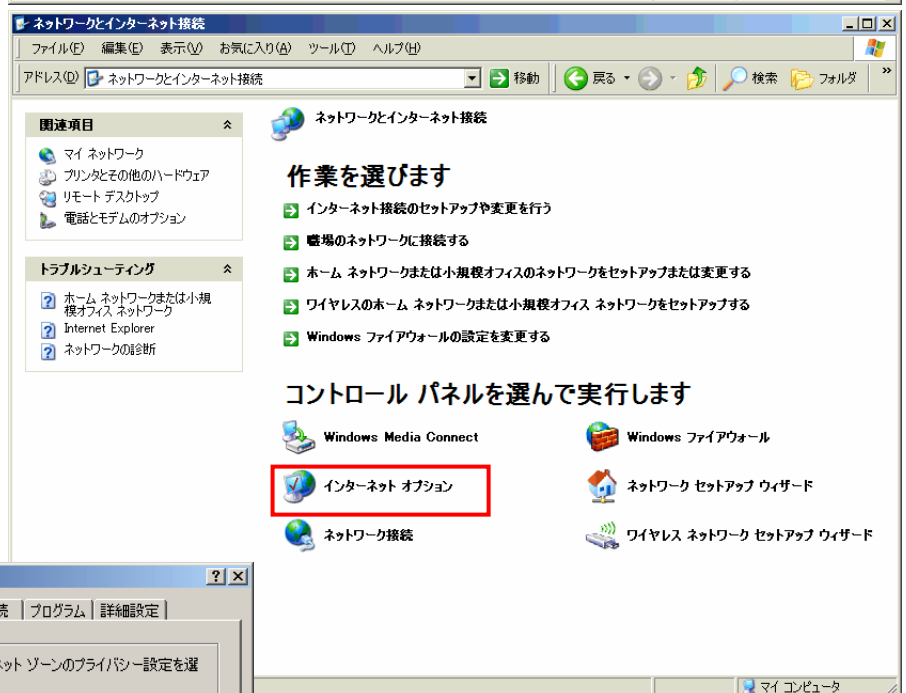 ネットワークとインターネット接続
ファイル(F) 編集(E) 表示(V) お気に入り(A) ツール(T) ヘルプ(H)
アドレス(D) ネットワークとインターネット接続 移動 戻る 検索 フォルダ »
関連項目
マイ ネットワーク
プリンタとその他のハードウェア
リモート デスクトップ
電話とモデムのオプション
トラブルシューティング
ホーム ネットワークまたは小規
模オフィス ネットワーク
Internet Explorer
ネットワークの診断
ネットワークとインターネット接続
作業を選びます
インターネット接続のセットアップや変更を行う
職場のネットワークに接続する
ホーム ネットワークまたは小規模オフィスのネットワークをセットアップまたは変更する
ワイヤレスのホーム ネットワークまたは小規模オフィス ネットワークをセットアップする
Windows ファイアウォールの設定を変更する
コントロール パネルを選んで実行します
Windows Media Connect
Windows ファイアウォール
インターネット オプション
ネットワーク セットアップ ウィザード
ネットワーク接続
ワイヤレス ネットワーク セットアップ ウィザード
続 プログラム 詳細設定
ネット ゾーンのプライバシー設定を選
マイ コンピュータ